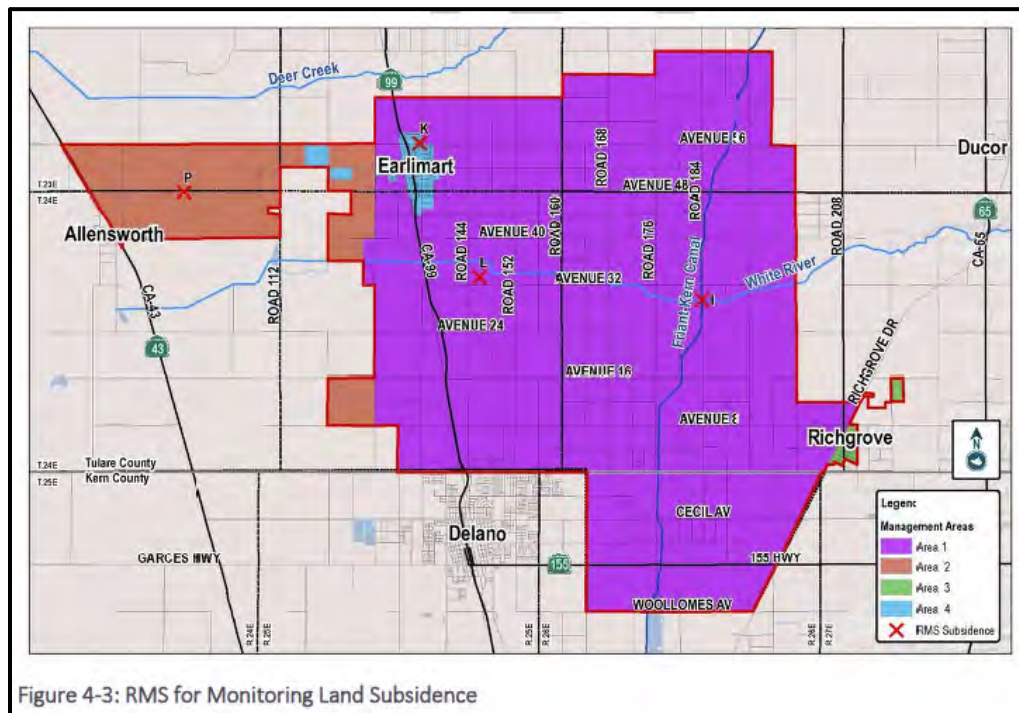 Deer Creek
99
K
Earlimart
P
T.23E
T.24E
Allensworth
ROAD 112
CA-43
43
CA-99
ROAD 144
AVENUE 40
L
ROAD 152
AVENUE 24
ROAD 160
AVENUE 32
AVENUE 16
ROAD 168
ROAD 176
AVENUE 48
ROAD 184
Friant-Kern Canal
I
White River
ROAD 208
Ducor
65
CA-65
RICHGROVE DR
Richgrove
N
T.24E
T.25E
Tulare County
Kern County
Delano
GARCES HWY
155
155 HWY
CECIL AV
WOOLLOMES AV
R.24E
R.25E
R.25E
R.26E
R.26E
R.27E
Legend
Management Areas
Area 1
Area 2
Area 3
Area 4
RMS Subsidence
Figure 4-3: RMS for Monitoring Land Subsidence